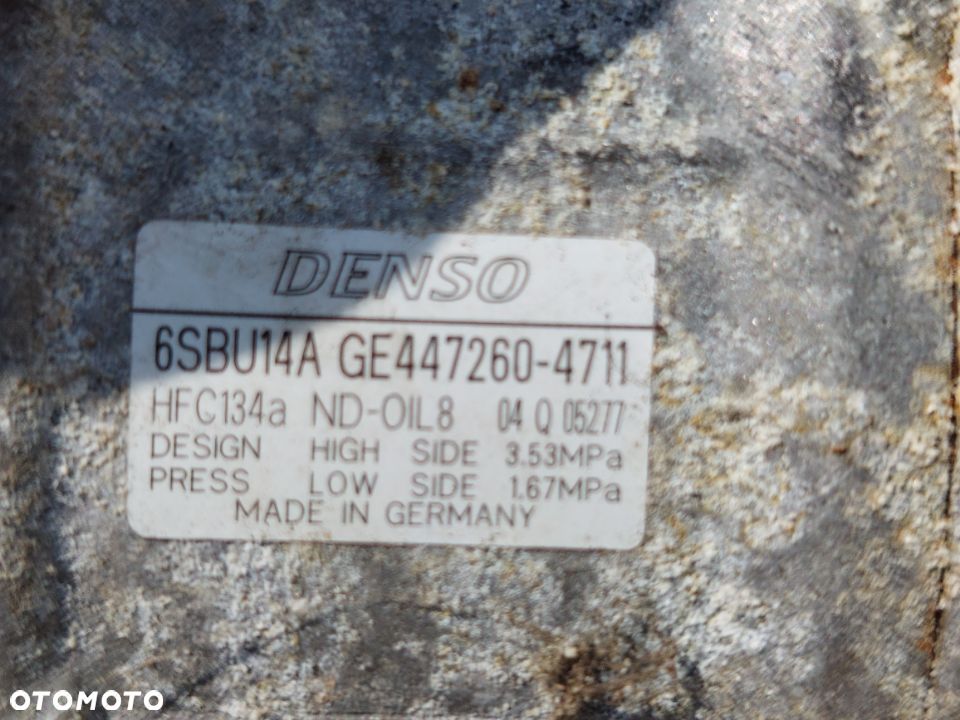 DENSO
6SBU14A GE447260-4711
HFC134a ND-OIL8 04 Q 05277
DESIGN HIGH SIDE 3.53MPa
PRESS LOW SIDE 1.67MPa
MADE IN GERMANY
OTOMOTO